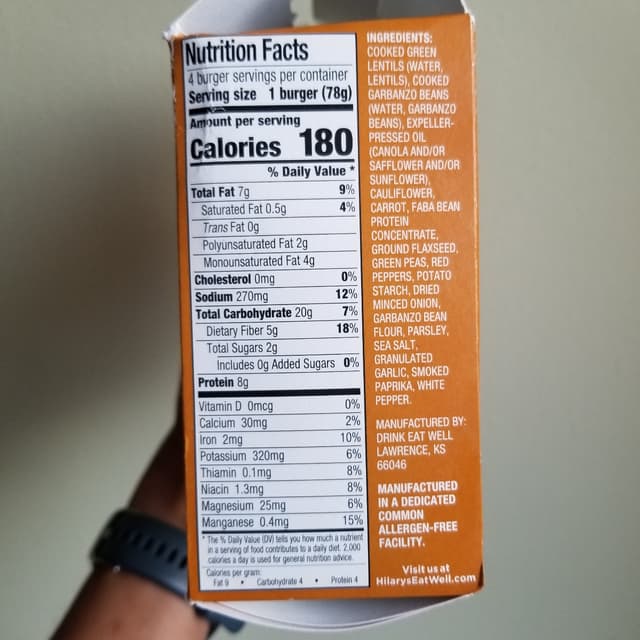 Nutrition Facts
4 burger servings per container
Serving size 1 burger (78g)
Amount per serving
Calories 180
% Daily Value *
Total Fat 7g 9%
Saturated Fat 0.5g 4%
Trans Fat 0g
Polyunsaturated Fat 2g
Monounsaturated Fat 4g
Cholesterol 0mg 0%
Sodium 270mg 12%
Total Carbohydrate 20g 7%
Dietary Fiber 5g 18%
Total Sugars 2g
Includes 0g Added Sugars 0%
Protein 8g
Vitamin D 0mcg 0%
Calcium 30mg 2%
Iron 2mg 10%
Potassium 320mg 6%
Thiamin 0.1mg 8%
Niacin 1.3mg 8%
Magnesium 25mg 6%
Manganese 0.4mg 15%
* The % Daily Value (DV) tells you how much a nutrient
in a serving of food contributes to a daily diet. 2,000
calories a day is used for general nutrition advice.
Calories per gram:
Fat 9 • Carbohydrate 4 • Protein 4
INGREDIENTS:
COOKED GREEN
LENTILS (WATER,
LENTILS), COOKED
GARBANZO BEANS
(WATER, GARBANZO
BEANS), EXPELLER-
PRESSED OIL
(CANOLA AND/OR
SAFFLOWER AND/OR
SUNFLOWER),
CAULIFLOWER,
CARROT, FABA BEAN
PROTEIN
CONCENTRATE,
GROUND FLAXSEED,
GREEN PEAS, RED
PEPPERS, POTATO
STARCH, DRIED
MINCED ONION,
GARBANZO BEAN
FLOUR, PARSLEY,
SEA SALT,
GRANULATED
GARLIC, SMOKED
PAPRIKA, WHITE
PEPPER.
MANUFACTURED BY:
DRINK EAT WELL
LAWRENCE, KS
66046
MANUFACTURED
IN A DEDICATED
COMMON
ALLERGEN-FREE
FACILITY.
Visit us at
HilarysEatWell.com